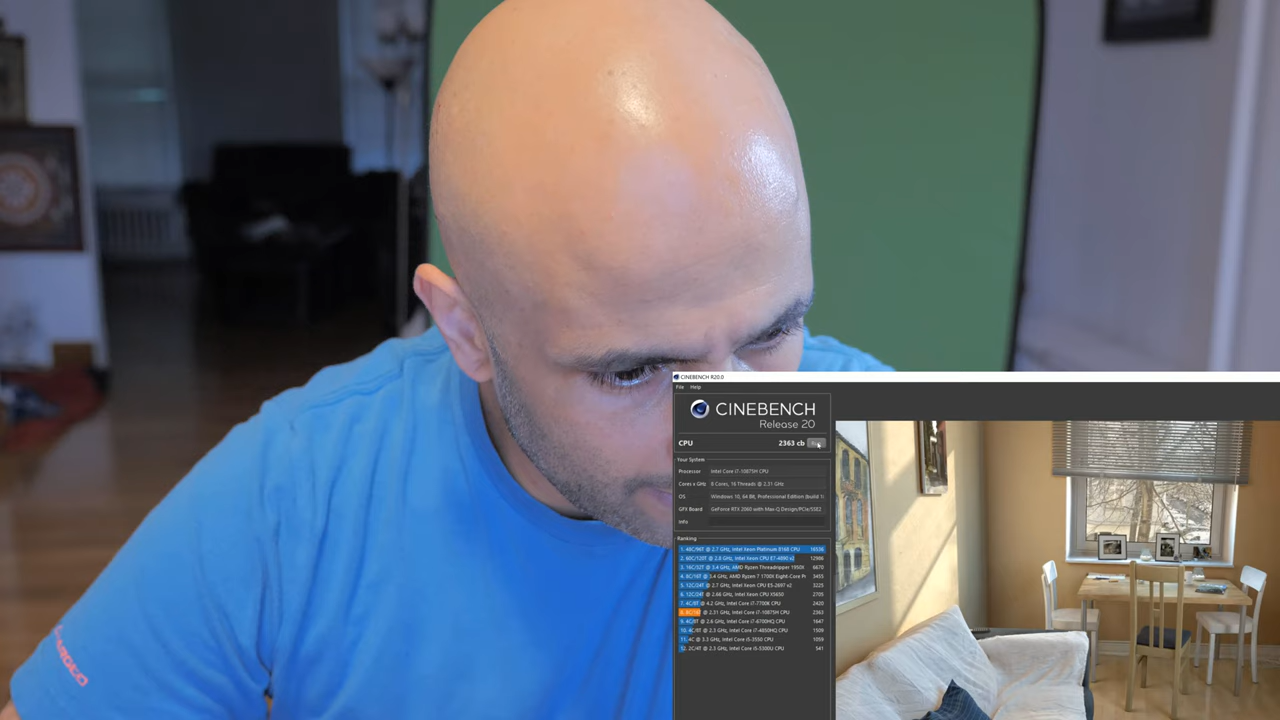 CINEBENCH R20.0
File Help
CINEBENCH
Release 20
CPU 2363 cb
Your System
Processor Intel Core i7-10875H CPU
Cores x GHz 8 Cores, 16 Threads @ 2.31 GHz
OS Windows 10, 64 Bit, Professional Edition (build
GFX Board GeForce RTX 2060 with Max-Q Design/PCIe/SSE2
Info
Ranking
1. 48C/96T @ 2.7 GHz, Intel Xeon Platinum 8168 CPU 16536
2. 60C/120T @ 2.8 GHz, Intel Xeon CPU E7-4890 v2 12986
3. 16C/32T @ 3.4 GHz, AMD Ryzen Threadripper 1950X 6670
4. 8C/16T @ 3.4 GHz, AMD Ryzen 7 1700X Eight-Core Pr 3455
5. 12C/24T @ 2.7 GHz, Intel Xeon CPU E5-2697 v2 3225
6. 12C/24T @ 2.66 GHz, Intel Xeon CPU X5650 2705
7. 4C/8T @ 4.2 GHz, Intel Core i7-7700K CPU 2420
8. 8C/16T @ 2.31 GHz, Intel Core i7-10875H CPU 2363
9. 4C/8T @ 2.6 GHz, Intel Core i7-6700HQ CPU 1647
10. 4C/8T @ 2.3 GHz, Intel Core i7-4850HQ CPU 1509
11. 4C @ 3.3 GHz, Intel Core i5-3550 CPU 1059
12. 2C/4T @ 2.3 GHz, Intel Core i5-5300U CPU 541